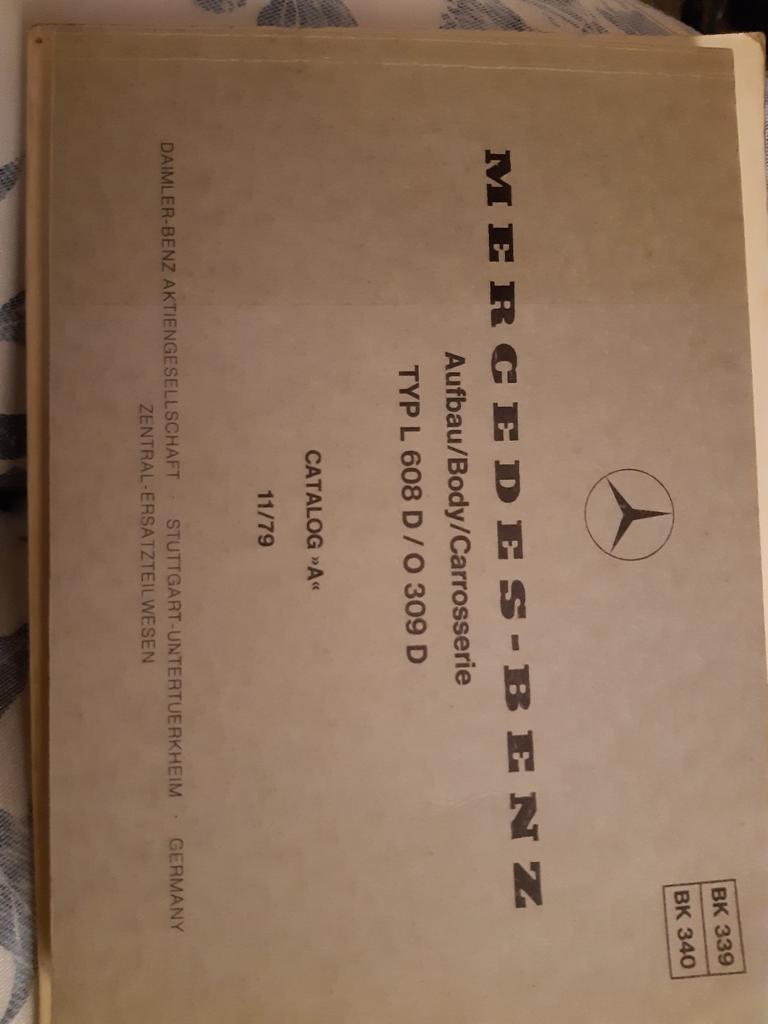 BK 339
BK 340
MERCEDES-BENZ
Aufbau/Body/Carrosserie
TYP L 608 D / O 309 D
CATALOG »A«
11/79
DAIMLER-BENZ AKTIENGESELLSCHAFT · STUTTGART-UNTERTUERKHEIM · GERMANY
ZENTRAL-ERSATZTEILWESEN